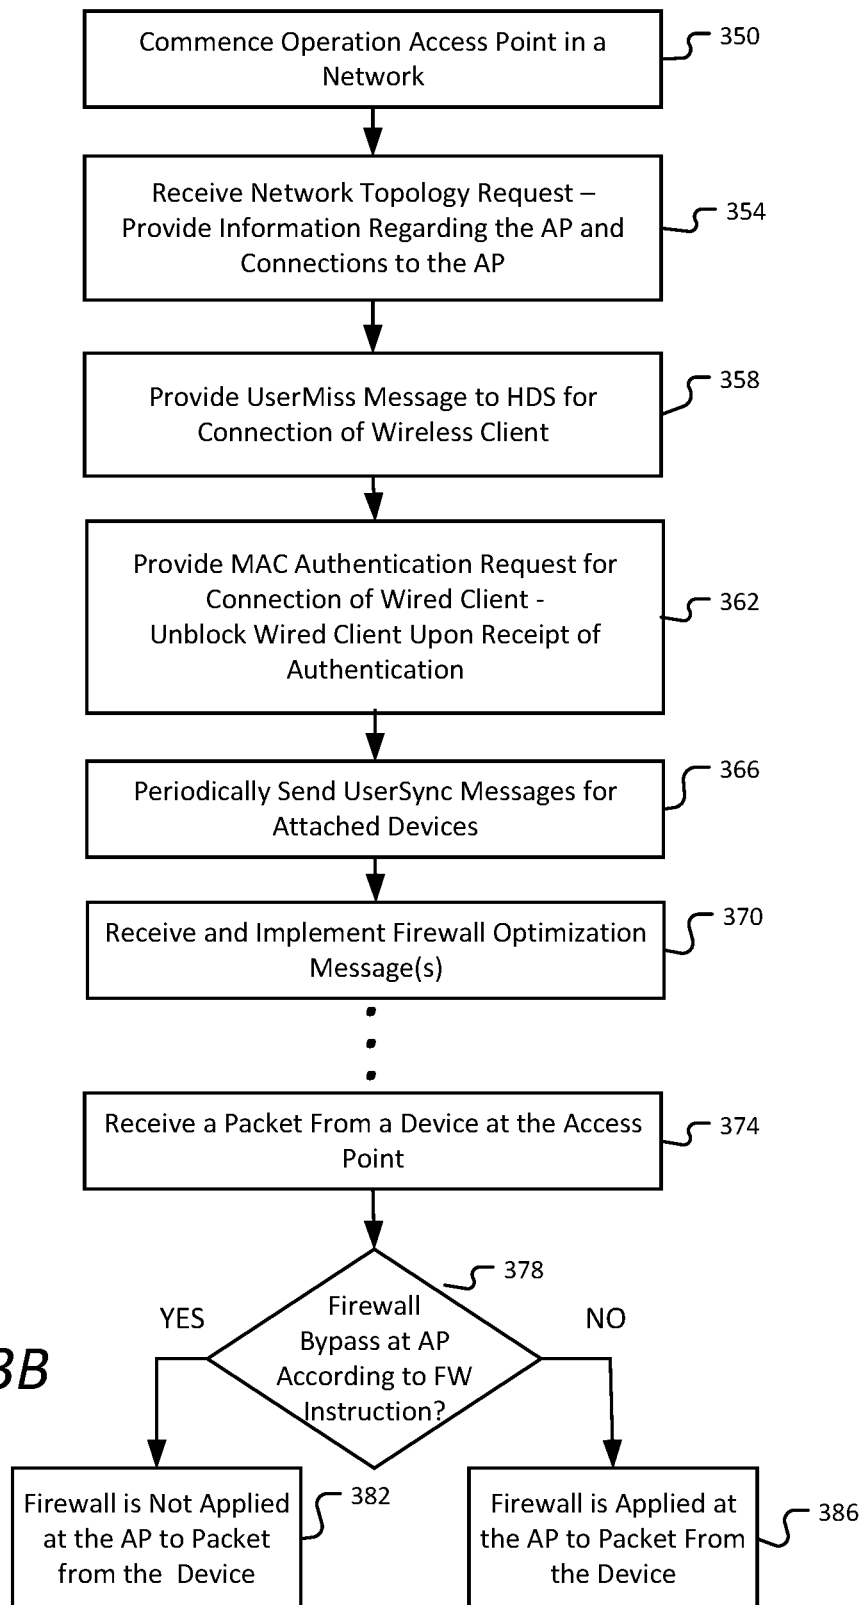 Commence Operation Access Point in a
Network
350
Receive Network Topology Request –
Provide Information Regarding the AP and
Connections to the AP
354
Provide UserMiss Message to HDS for
Connection of Wireless Client
358
Provide MAC Authentication Request for
Connection of Wired Client -
Unblock Wired Client Upon Receipt of
Authentication
362
Periodically Send UserSync Messages for
Attached Devices
366
Receive and Implement Firewall Optimization
Message(s)
370
Receive a Packet From a Device at the Access
Point
374
378
YES
NO
Firewall
Bypass at AP
According to FW
Instruction?
3B
Firewall is Not Applied
at the AP to Packet
from the Device
382
Firewall is Applied at
the AP to Packet From
the Device
386